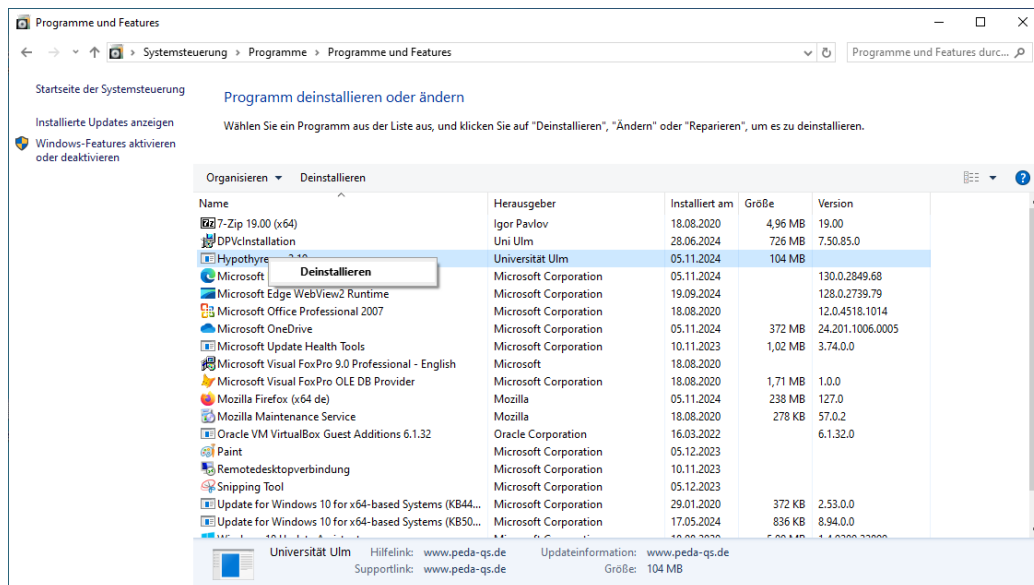 Programme und Features
Systemsteuerung > Programme > Programme und Features
Programme und Features durc...
Startseite der Systemsteuerung
Installierte Updates anzeigen
Windows-Features aktivieren
oder deaktivieren
Programm deinstallieren oder ändern
Wählen Sie ein Programm aus der Liste aus, und klicken Sie auf "Deinstallieren", "Ändern" oder "Reparieren", um es zu deinstallieren.
Organisieren Deinstallieren
Name Herausgeber Installiert am Größe Version
7-Zip 19.00 (x64) Igor Pavlov 18.08.2020 4,96 MB 19.00
DPVcInstallation Uni Ulm 28.06.2024 726 MB 7.50.85.0
Hypothyre Universität Ulm 05.11.2024 104 MB
Deinstallieren
Microsoft Microsoft Corporation 05.11.2024 130.0.2849.68
Microsoft Edge WebView2 Runtime Microsoft Corporation 19.09.2024 128.0.2739.79
Microsoft Office Professional 2007 Microsoft Corporation 18.08.2020 12.0.4518.1014
Microsoft OneDrive Microsoft Corporation 05.11.2024 372 MB 24.201.1006.0005
Microsoft Update Health Tools Microsoft Corporation 10.11.2023 1,02 MB 3.74.0.0
Microsoft Visual FoxPro 9.0 Professional - English Microsoft 18.08.2020
Microsoft Visual FoxPro OLE DB Provider Microsoft Corporation 18.08.2020 1,71 MB 1.0.0
Mozilla Firefox (x64 de) Mozilla 05.11.2024 238 MB 127.0
Mozilla Maintenance Service Mozilla 18.08.2020 278 KB 57.0.2
Oracle VM VirtualBox Guest Additions 6.1.32 Oracle Corporation 16.03.2022 6.1.32.0
Paint Microsoft Corporation 05.12.2023
Remotedesktopverbindung Microsoft Corporation 10.11.2023
Snipping Tool Microsoft Corporation 05.12.2023
Update for Windows 10 for x64-based Systems (KB44... Microsoft Corporation 29.01.2020 372 KB 2.53.0.0
Update for Windows 10 for x64-based Systems (KB50... Microsoft Corporation 17.05.2024 836 KB 8.94.0.0
Universität Ulm Hilfelink: www.peda-qs.de Updateinformation: www.peda-qs.de
Supportlink: www.peda-qs.de Größe: 104 MB